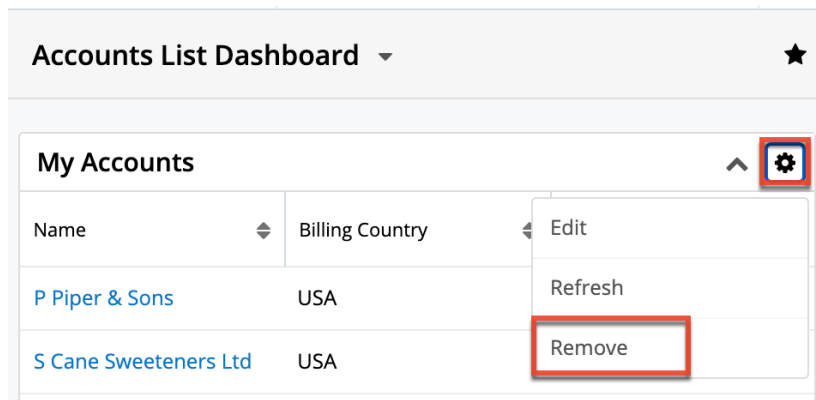 Accounts List Dashboard
My Accounts
Name Billing Country
Edit
P Piper & Sons USA
Refresh
Remove
S Cane Sweeteners Ltd USA